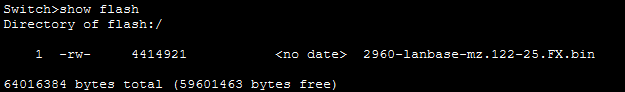 Switch>show flash
Directory of flash:/
1 -rw- 4414921 <no date> 2960-lanbase-mz.122-25.FX.bin
64016384 bytes total (59601463 bytes free)